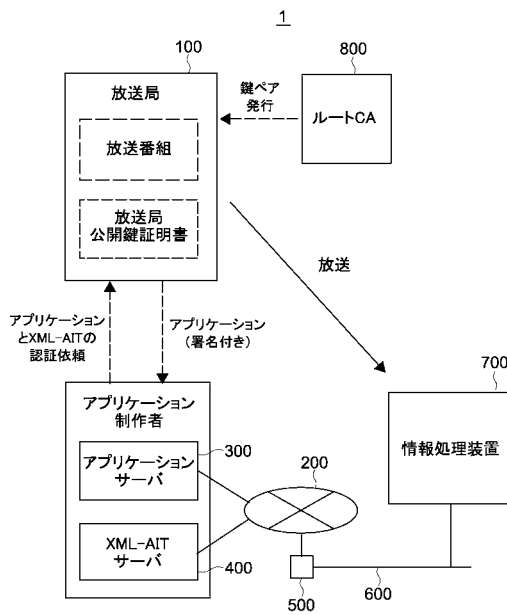 1
100
放送局
放送番組
放送局
公開鍵証明書
鍵ペア
発行
800
ルートCA
放送
アプリケーション
とXML-AITの
認証依頼
アプリケーション
(署名付き)
アプリケーション
制作者
300
アプリケーション
サーバ
XML-AIT
サーバ
400
200
500
600
700
情報処理装置